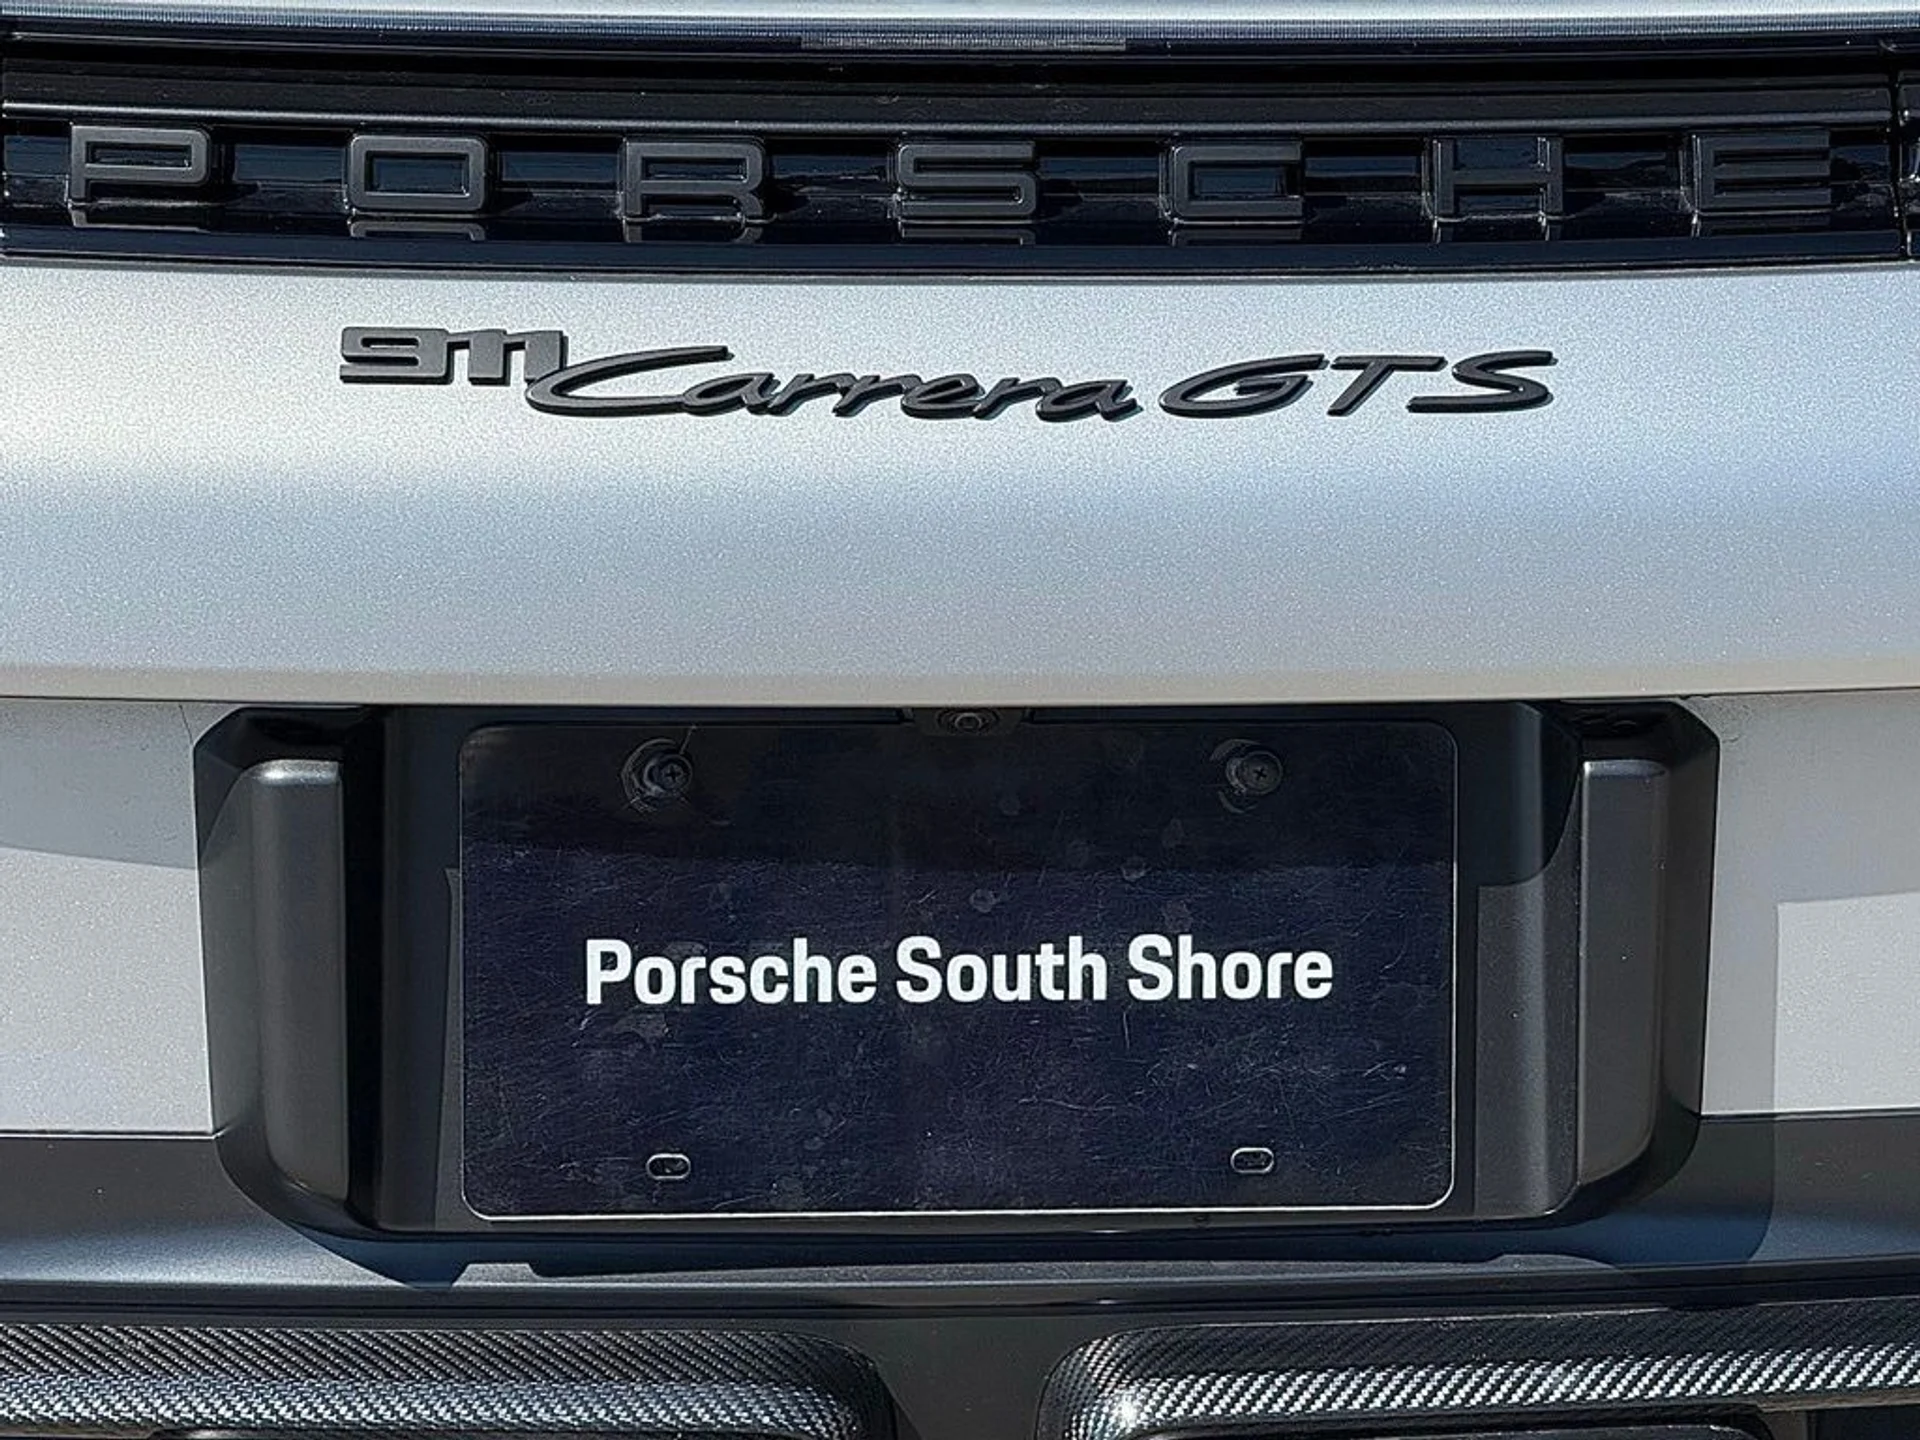 PORSCHE
911 Carrera GTS
Porsche South Shore